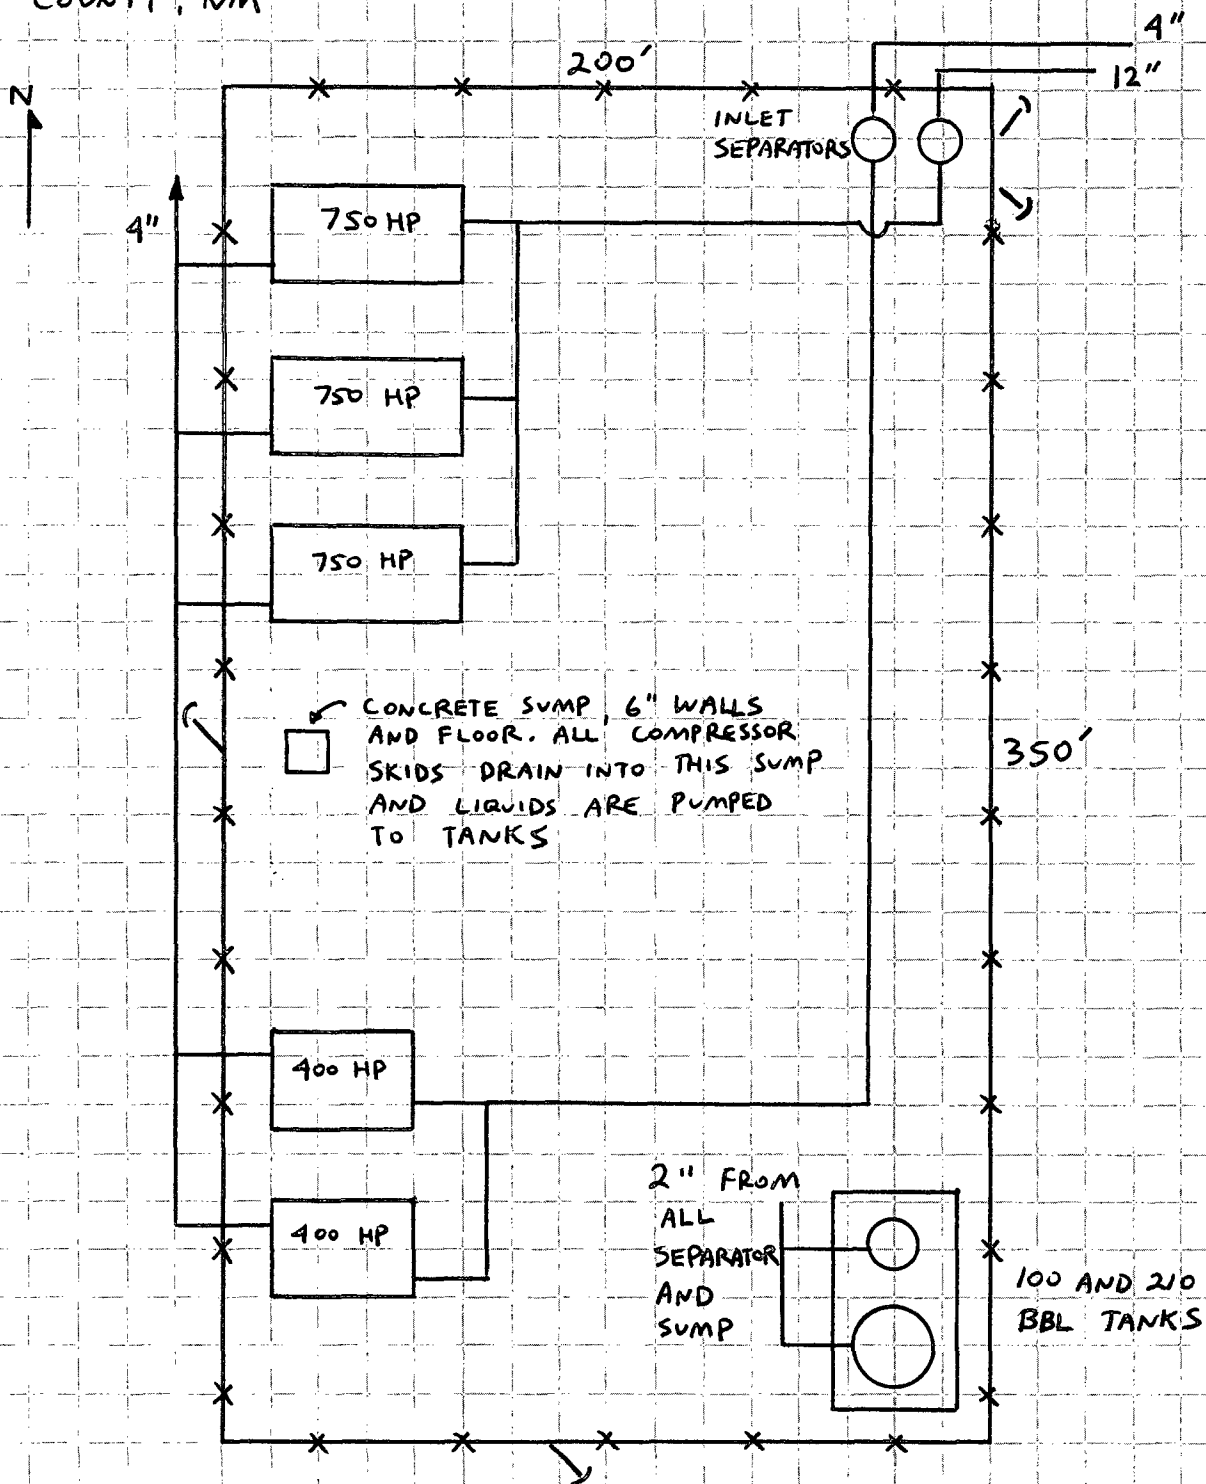 COUNTY, NM
4"
200'
12"
N
INLET
SEPARATORS
4"
750 HP
750 HP
750 HP
CONCRETE SUMP, 6" WALLS
AND FLOOR. ALL COMPRESSOR
SKIDS DRAIN INTO THIS SUMP
AND LIQUIDS ARE PUMPED
TO TANKS
350'
400 HP
400 HP
2" FROM
ALL
SEPARATOR
AND
SUMP
100 AND 210
BBL TANKS